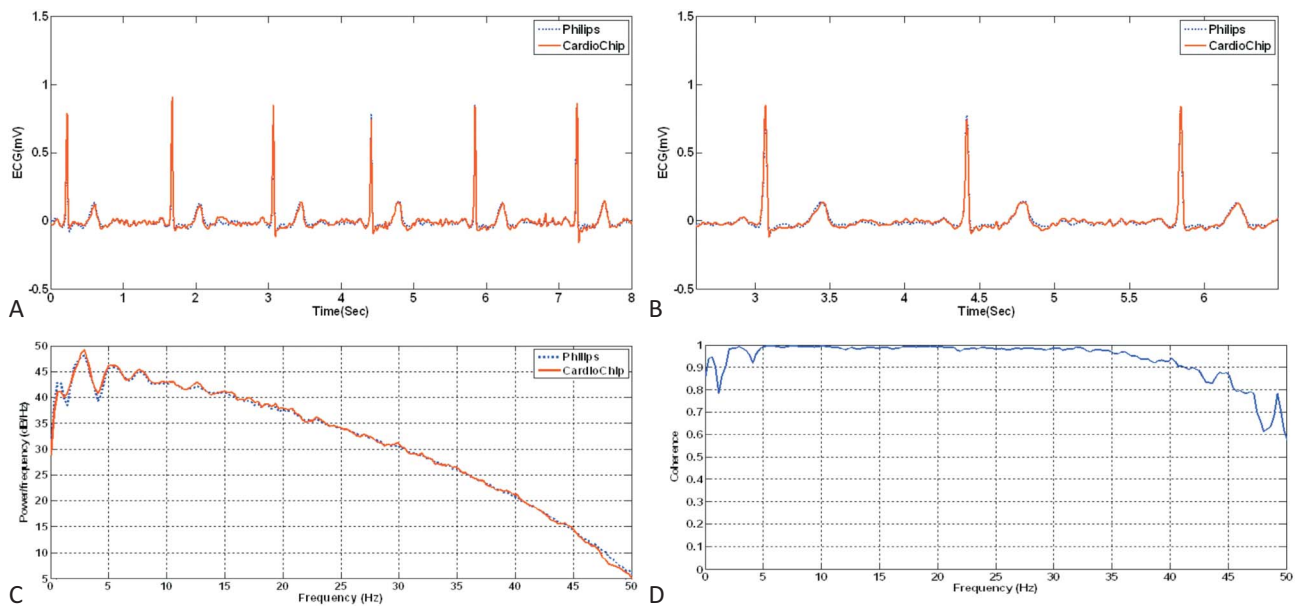 1.5
1
0.5
0
-0.5
ECG(mV)
0 1 2 3 4 5 6 7 8
Time(Sec)
Philips
CardioChip
A
1.5
1
0.5
0
-0.5
ECG(mV)
3 3.5 4 4.5 5 5.5 6
Time(Sec)
Philips
CardioChip
B
50
45
40
35
30
25
20
15
10
5
Power/frequency (dB/Hz)
0 5 10 15 20 25 30 35 40 45 50
Frequency (Hz)
Philips
CardioChip
C
1
0.9
0.8
0.7
0.6
0.5
0.4
0.3
0.2
0.1
0
Coherence
0 5 10 15 20 25 30 35 40 45 50
Frequency (Hz)
D